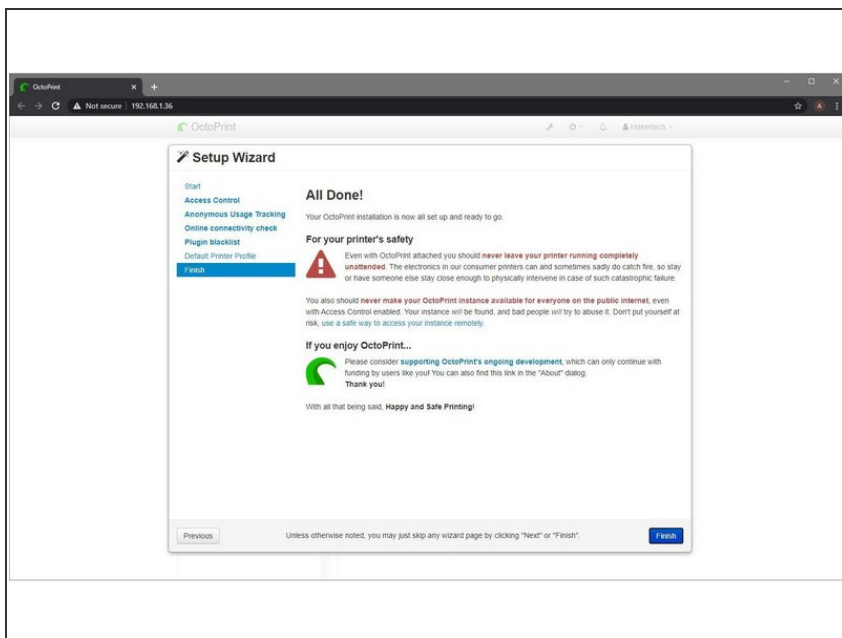 OctoPrint
Not secure 192.168.1.36
A
OctoPrint
Makertech
Setup Wizard
Start
Access Control
Anonymous Usage Tracking
Online connectivity check
Plugin blacklist
Default Printer Profile
Finish
All Done!
Your OctoPrint installation is now all set up and ready to go.
For your printer's safety
Even with OctoPrint attached you should never leave your printer running completely
unattended. The electronics in our consumer printers can and sometimes sadly do catch fire, so stay
or have someone else stay close enough to physically intervene in case of such catastrophic failure.
You also should never make your OctoPrint instance available for everyone on the public internet, even
with Access Control enabled. Your instance will be found, and bad people will try to abuse it. Don't put yourself at
risk, use a safe way to access your instance remotely.
If you enjoy OctoPrint...
Please consider supporting OctoPrint's ongoing development, which can only continue with
funding by users like you! You can also find this link in the "About" dialog.
Thank you!
With all that being said, Happy and Safe Printing!
Previous
Unless otherwise noted, you may just skip any wizard page by clicking "Next" or "Finish".
Finish